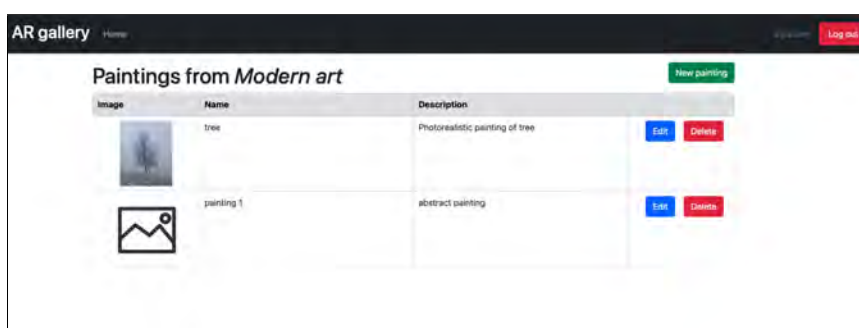 AR gallery Home Log out
Paintings from Modern art New painting
Image Name Description
tree Photorealistic painting of tree Edit Delete
painting 1 abstract painting Edit Delete